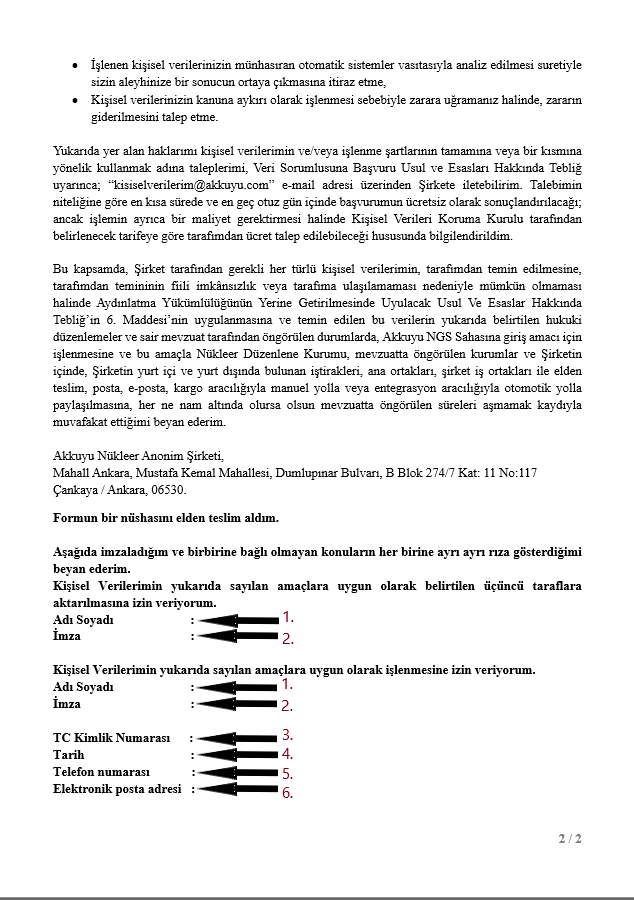 • İşlenen kişisel verilerinizin münhasıran otomatik sistemler vasıtasıyla analiz edilmesi suretiyle
sizin aleyhinize bir sonucun ortaya çıkmasına itiraz etme,
• Kişisel verilerinizin kanuna aykırı olarak işlenmesi sebebiyle zarara uğramanız halinde, zararın
giderilmesini talep etme.
Yukarıda yer alan haklarımı kişisel verilerimin ve/veya işlenme şartlarının tamamına veya bir kısmına
yönelik kullanmak adına taleplerimi, Veri Sorumlusuna Başvuru Usul ve Esasları Hakkında Tebliğ
uyarınca; “kisiselverilerim@akkuyu.com” e-mail adresi üzerinden Şirkete iletebilirim. Talebimin
niteliğine göre en kısa sürede ve en geç otuz gün içinde başvurumun ücretsiz olarak sonuçlandırılacağı;
ancak işlemin ayrıca bir maliyet gerektirmesi halinde Kişisel Verileri Koruma Kurulu tarafından
belirlenecek tarifeye göre tarafımdan ücret talep edilebileceği hususunda bilgilendirildim.
Bu kapsamda, Şirket tarafından gerekli her türlü kişisel verilerimin, tarafımdan temin edilmesine,
tarafımdan temininin fiili imkânsızlık veya tarafıma ulaşılamaması nedeniyle mümkün olmaması
halinde Aydınlatma Yükümlülüğünün Yerine Getirilmesinde Uyulacak Usul Ve Esaslar Hakkında
Tebliğ’in 6. Maddesi’nin uygulanmasına ve temin edilen bu verilerin yukarıda belirtilen hukuki
düzenlemeler ve sair mevzuat tarafından öngörülen durumlarda, Akkuyu NGS Sahasına giriş amacı için
işlenmesine ve bu amaçla Nükleer Düzenlene Kurumu, mevzuatta öngörülen kurumlar ve Şirketin
içinde, Şirketin yurt içi ve yurt dışında bulunan iştirakleri, ana ortakları, şirket iş ortakları ile elden
teslim, posta, e-posta, kargo aracılığıyla manuel yolla veya entegrasyon aracılığıyla otomotik yolla
paylaşılmasına, her ne nam altında olursa olsun mevzuatta öngörülen süreleri aşmamak kaydıyla
muvafakat ettiğimi beyan ederim.
Akkuyu Nükleer Anonim Şirketi,
Mahall Ankara, Mustafa Kemal Mahallesi, Dumlupınar Bulvarı, B Blok 274/7 Kat: 11 No:117
Çankaya / Ankara, 06530.
Formun bir nüshasını elden teslim aldım.
Aşağıda imzaladığım ve birbirine bağlı olmayan konuların her birine ayrı ayrı rıza gösterdiğimi
beyan ederim.
Kişisel Verilerimin yukarıda sayılan amaçlara uygun olarak belirtilen üçüncü taraflara
aktarılmasına izin veriyorum.
Adı Soyadı : 1.
İmza : 2.
Kişisel Verilerimin yukarıda sayılan amaçlara uygun olarak işlenmesine izin veriyorum.
Adı Soyadı : 1.
İmza : 2.
TC Kimlik Numarası : 3.
Tarih : 4.
Telefon numarası : 5.
Elektronik posta adresi : 6.
2 / 2